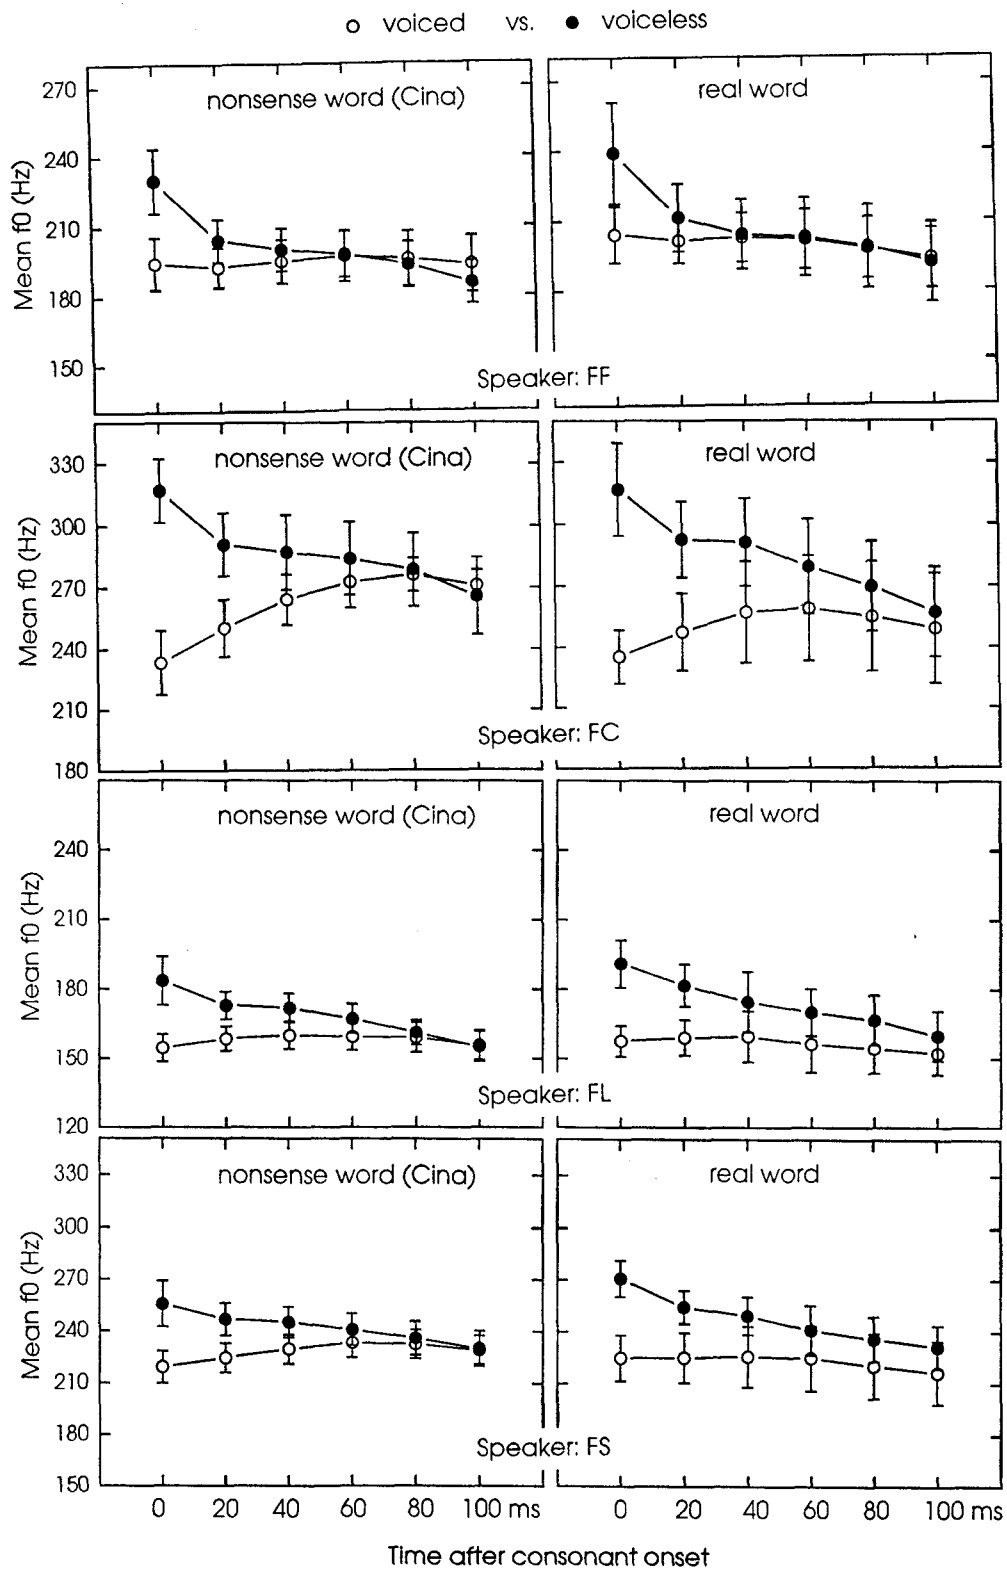 voiced vs. voiceless
270
240
210
180
150
Mean f0 (Hz)
nonsense word (Cina)
real word
Speaker: FF
330
300
270
240
210
180
Mean f0 (Hz)
nonsense word (Cina)
real word
Speaker: FC
240
210
180
150
120
Mean f0 (Hz)
nonsense word (Cina)
real word
Speaker: FL
330
300
270
240
210
180
150
Mean f0 (Hz)
nonsense word (Cina)
real word
Speaker: FS
0 20 40 60 80 100 ms
0 20 40 60 80 100 ms
Time after consonant onset